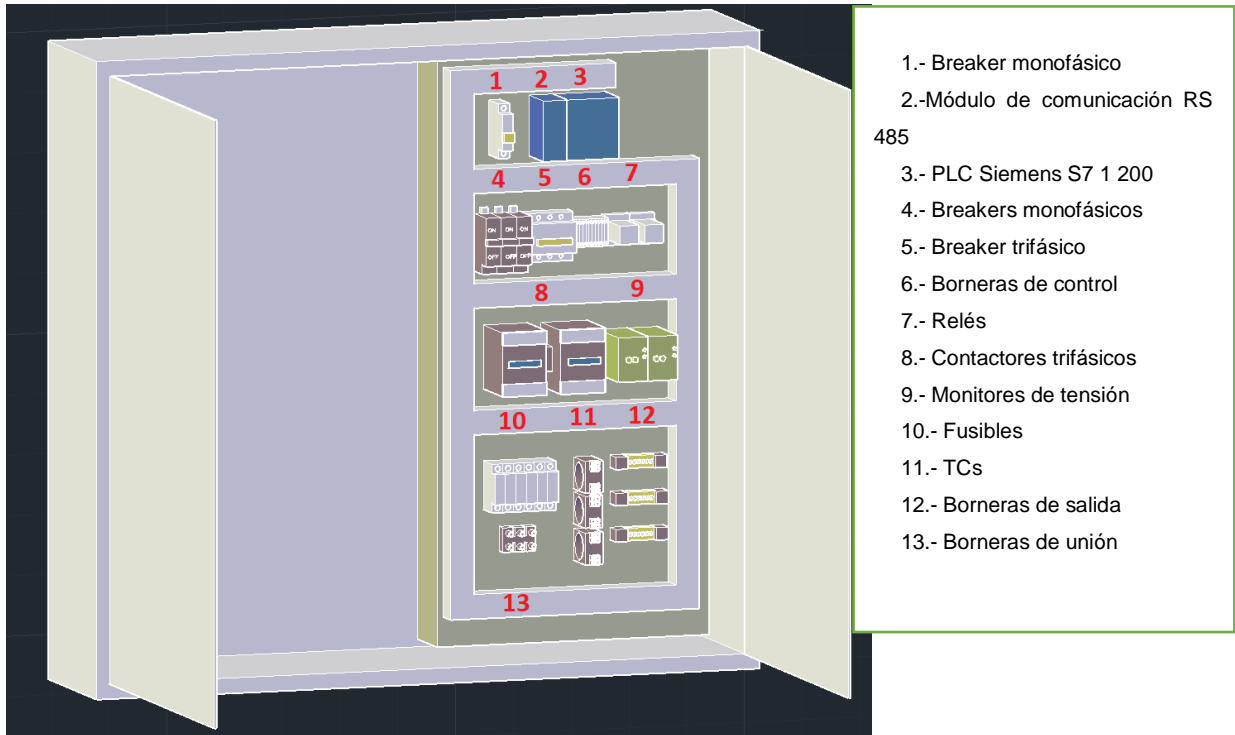 1 2 3
4 5 6 7
ON ON ON
OFF OFF OFF
8 9
10 11 12
13
1.- Breaker monofásico
2.-Módulo de comunicación RS
485
3.- PLC Siemens S7 1 200
4.- Breakers monofásicos
5.- Breaker trifásico
6.- Borneras de control
7.- Relés
8.- Contactores trifásicos
9.- Monitores de tensión
10.- Fusibles
11.- TCs
12.- Borneras de salida
13.- Borneras de unión